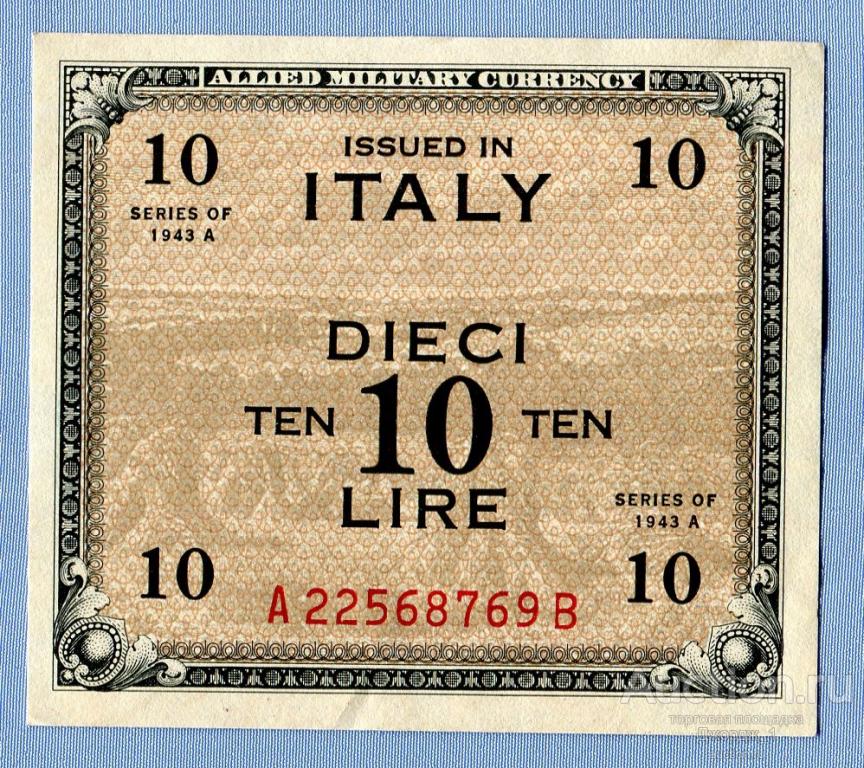 ALLIED MILITARY CURRENCY
10 ISSUED IN 10
ITALY
SERIES OF
1943 A
DIECI
TEN 10 TEN
LIRE
SERIES OF
1943 A
10 10
A 22568769 B
Auction.ru
торговая площадка